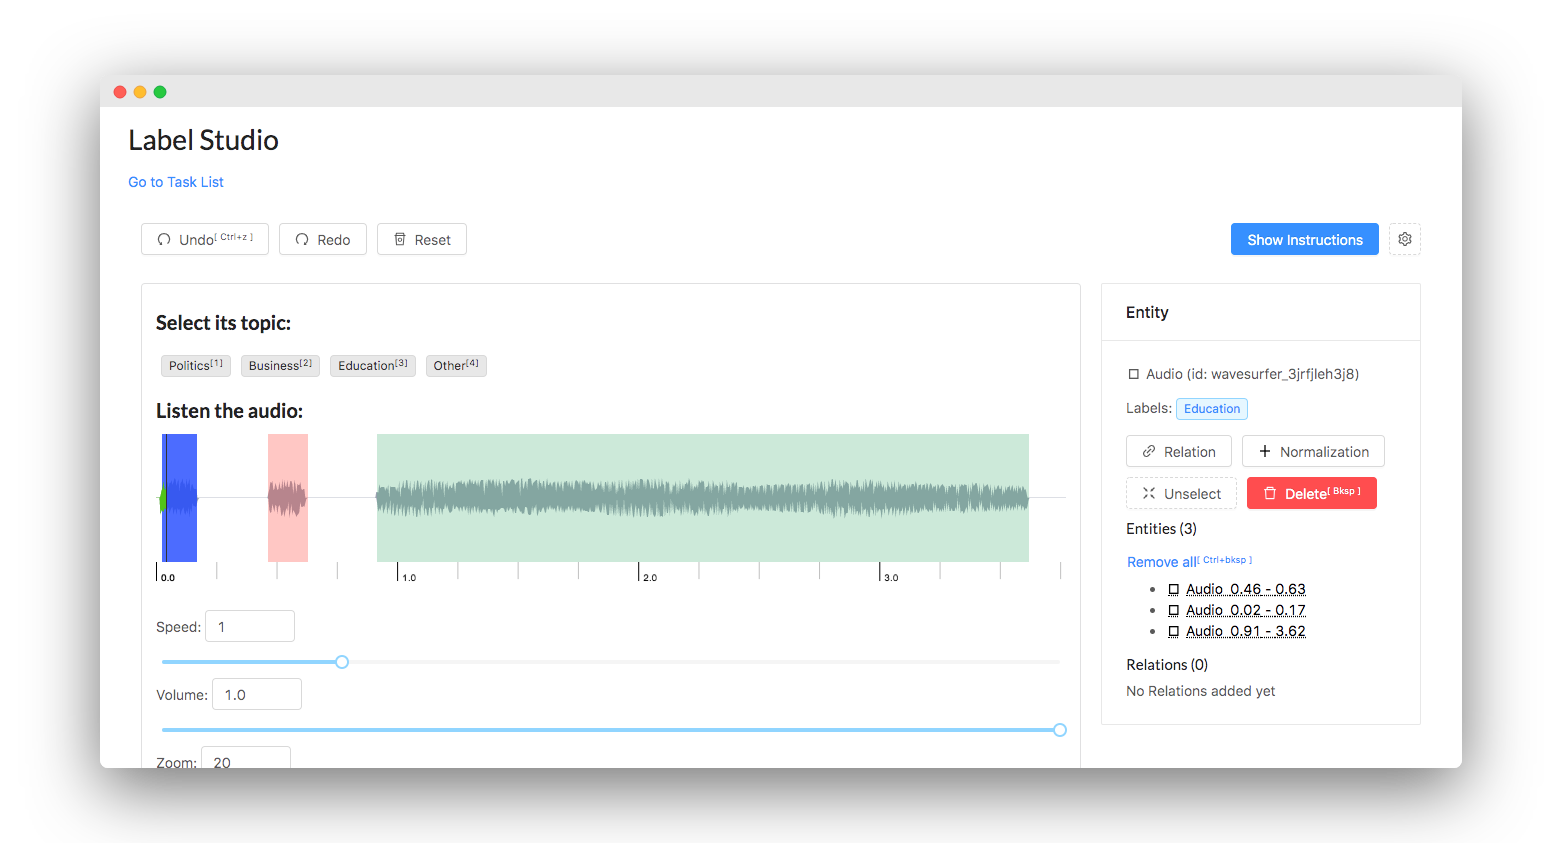 Label Studio
Go to Task List
Undo[ Ctrl+z ] Redo Reset Show Instructions
Select its topic:
Politics[1] Business[2] Education[3] Other[4]
Listen the audio:
0.0 1.0 2.0 3.0
Speed: 1
Volume: 1.0
Zoom: 20
Entity
Audio (id: wavesurfer_3jrfjleh3j8)
Labels: Education
Relation Normalization
Unselect Delete[ Bksp ]
Entities (3)
Remove all[ Ctrl+bksp ]
Audio 0.46 - 0.63
Audio 0.02 - 0.17
Audio 0.91 - 3.62
Relations (0)
No Relations added yet